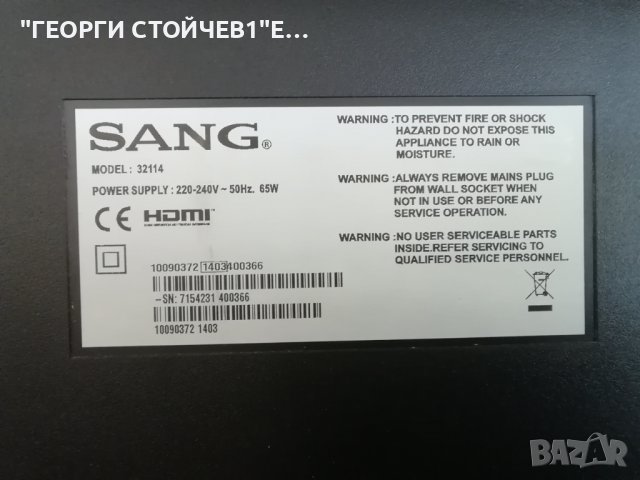 "ГЕОРГИ СТОЙЧЕВ1"Е...
SANG®
MODEL : 32114
POWER SUPPLY : 220-240V ~ 50Hz. 65W
CE HDMI
10090372 1403 400366
~SN: 7154231 400366
10090372 1403
WARNING :TO PREVENT FIRE OR SHOCK
HAZARD DO NOT EXPOSE THIS
APPLIANCE TO RAIN OR
MOISTURE.
WARNING :ALWAYS REMOVE MAINS PLUG
FROM WALL SOCKET WHEN
NOT IN USE OR BEFORE ANY
SERVICE OPERATION.
WARNING :NO USER SERVICEABLE PARTS
INSIDE.REFER SERVICING TO
QUALIFIED SERVICE PERSONNEL.
BAZAR